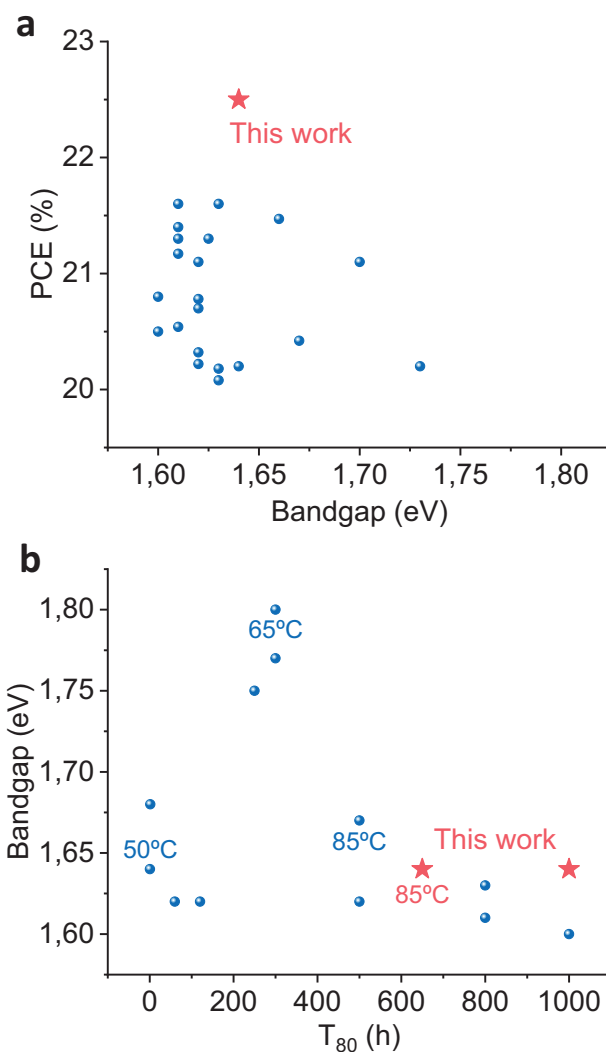 a
23
22
21
20
PCE (%)
This work
1,60 1,65 1,70 1,75 1,80
Bandgap (eV)
b
1,80
1,75
1,70
1,65
1,60
Bandgap (eV)
65ºC
50ºC
85ºC
This work
85ºC
0 200 400 600 800 1000
T80 (h)